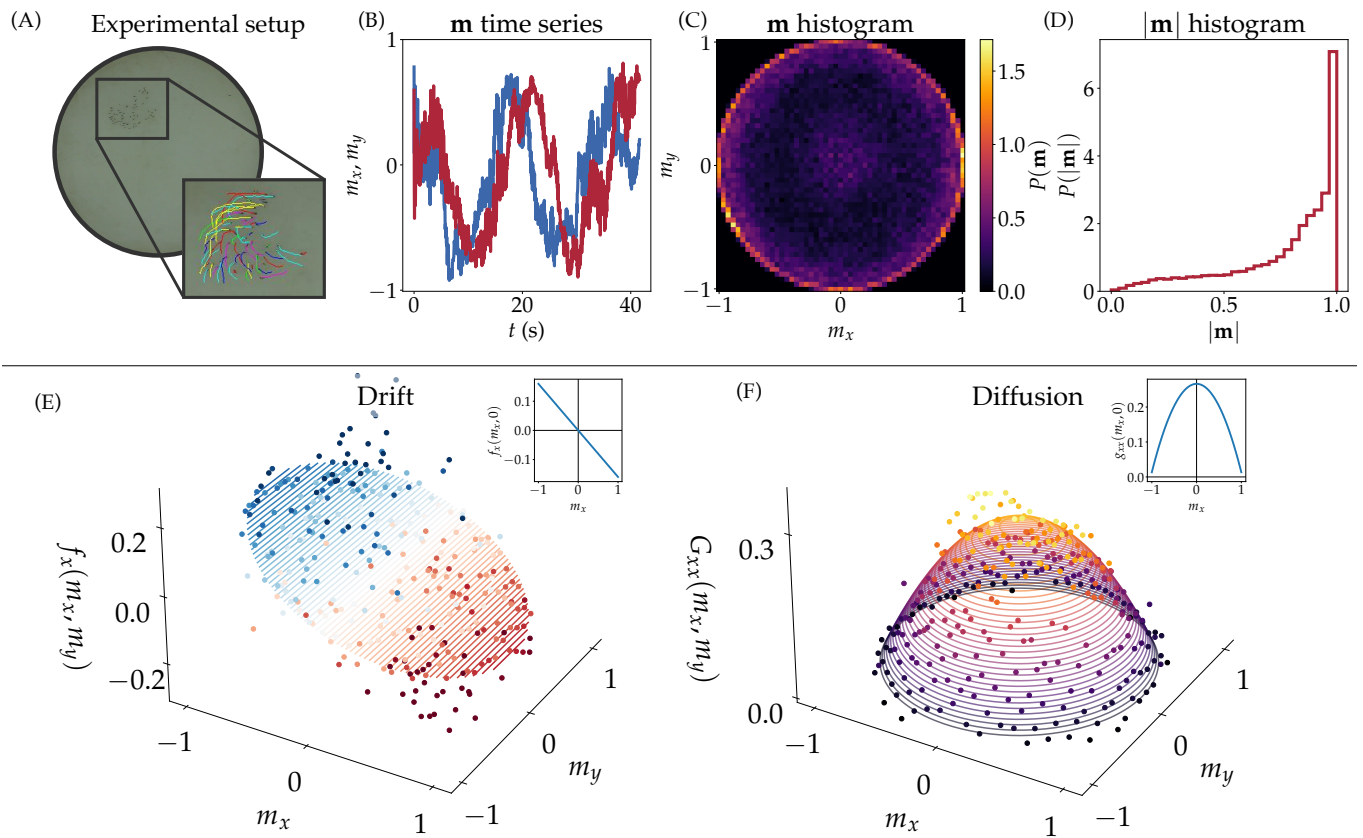 (A)
Experimental setup
(B)
m time series
1
0
−1
m_x, m_y
0
20
40
t (s)
(C)
m histogram
1
0
−1
m_y
−1
0
1
m_x
1.5
1.0
0.5
0.0
P(m)
(D)
|m| histogram
6
4
2
0
P(|m|)
0.0
0.5
1.0
|m|
(E)
Drift
0.1
0.0
−0.1
f_x(m_x, 0)
−1
0
1
m_x
0.2
0.0
−0.2
f_x(m_x, m_y)
−1
0
1
m_x
−1
0
1
m_y
(F)
Diffusion
0.2
0.1
0.0
g_xx(m_x, 0)
−1
0
1
m_x
0.3
0.0
G_xx(m_x, m_y)
−1
0
1
m_x
−1
0
1
m_y